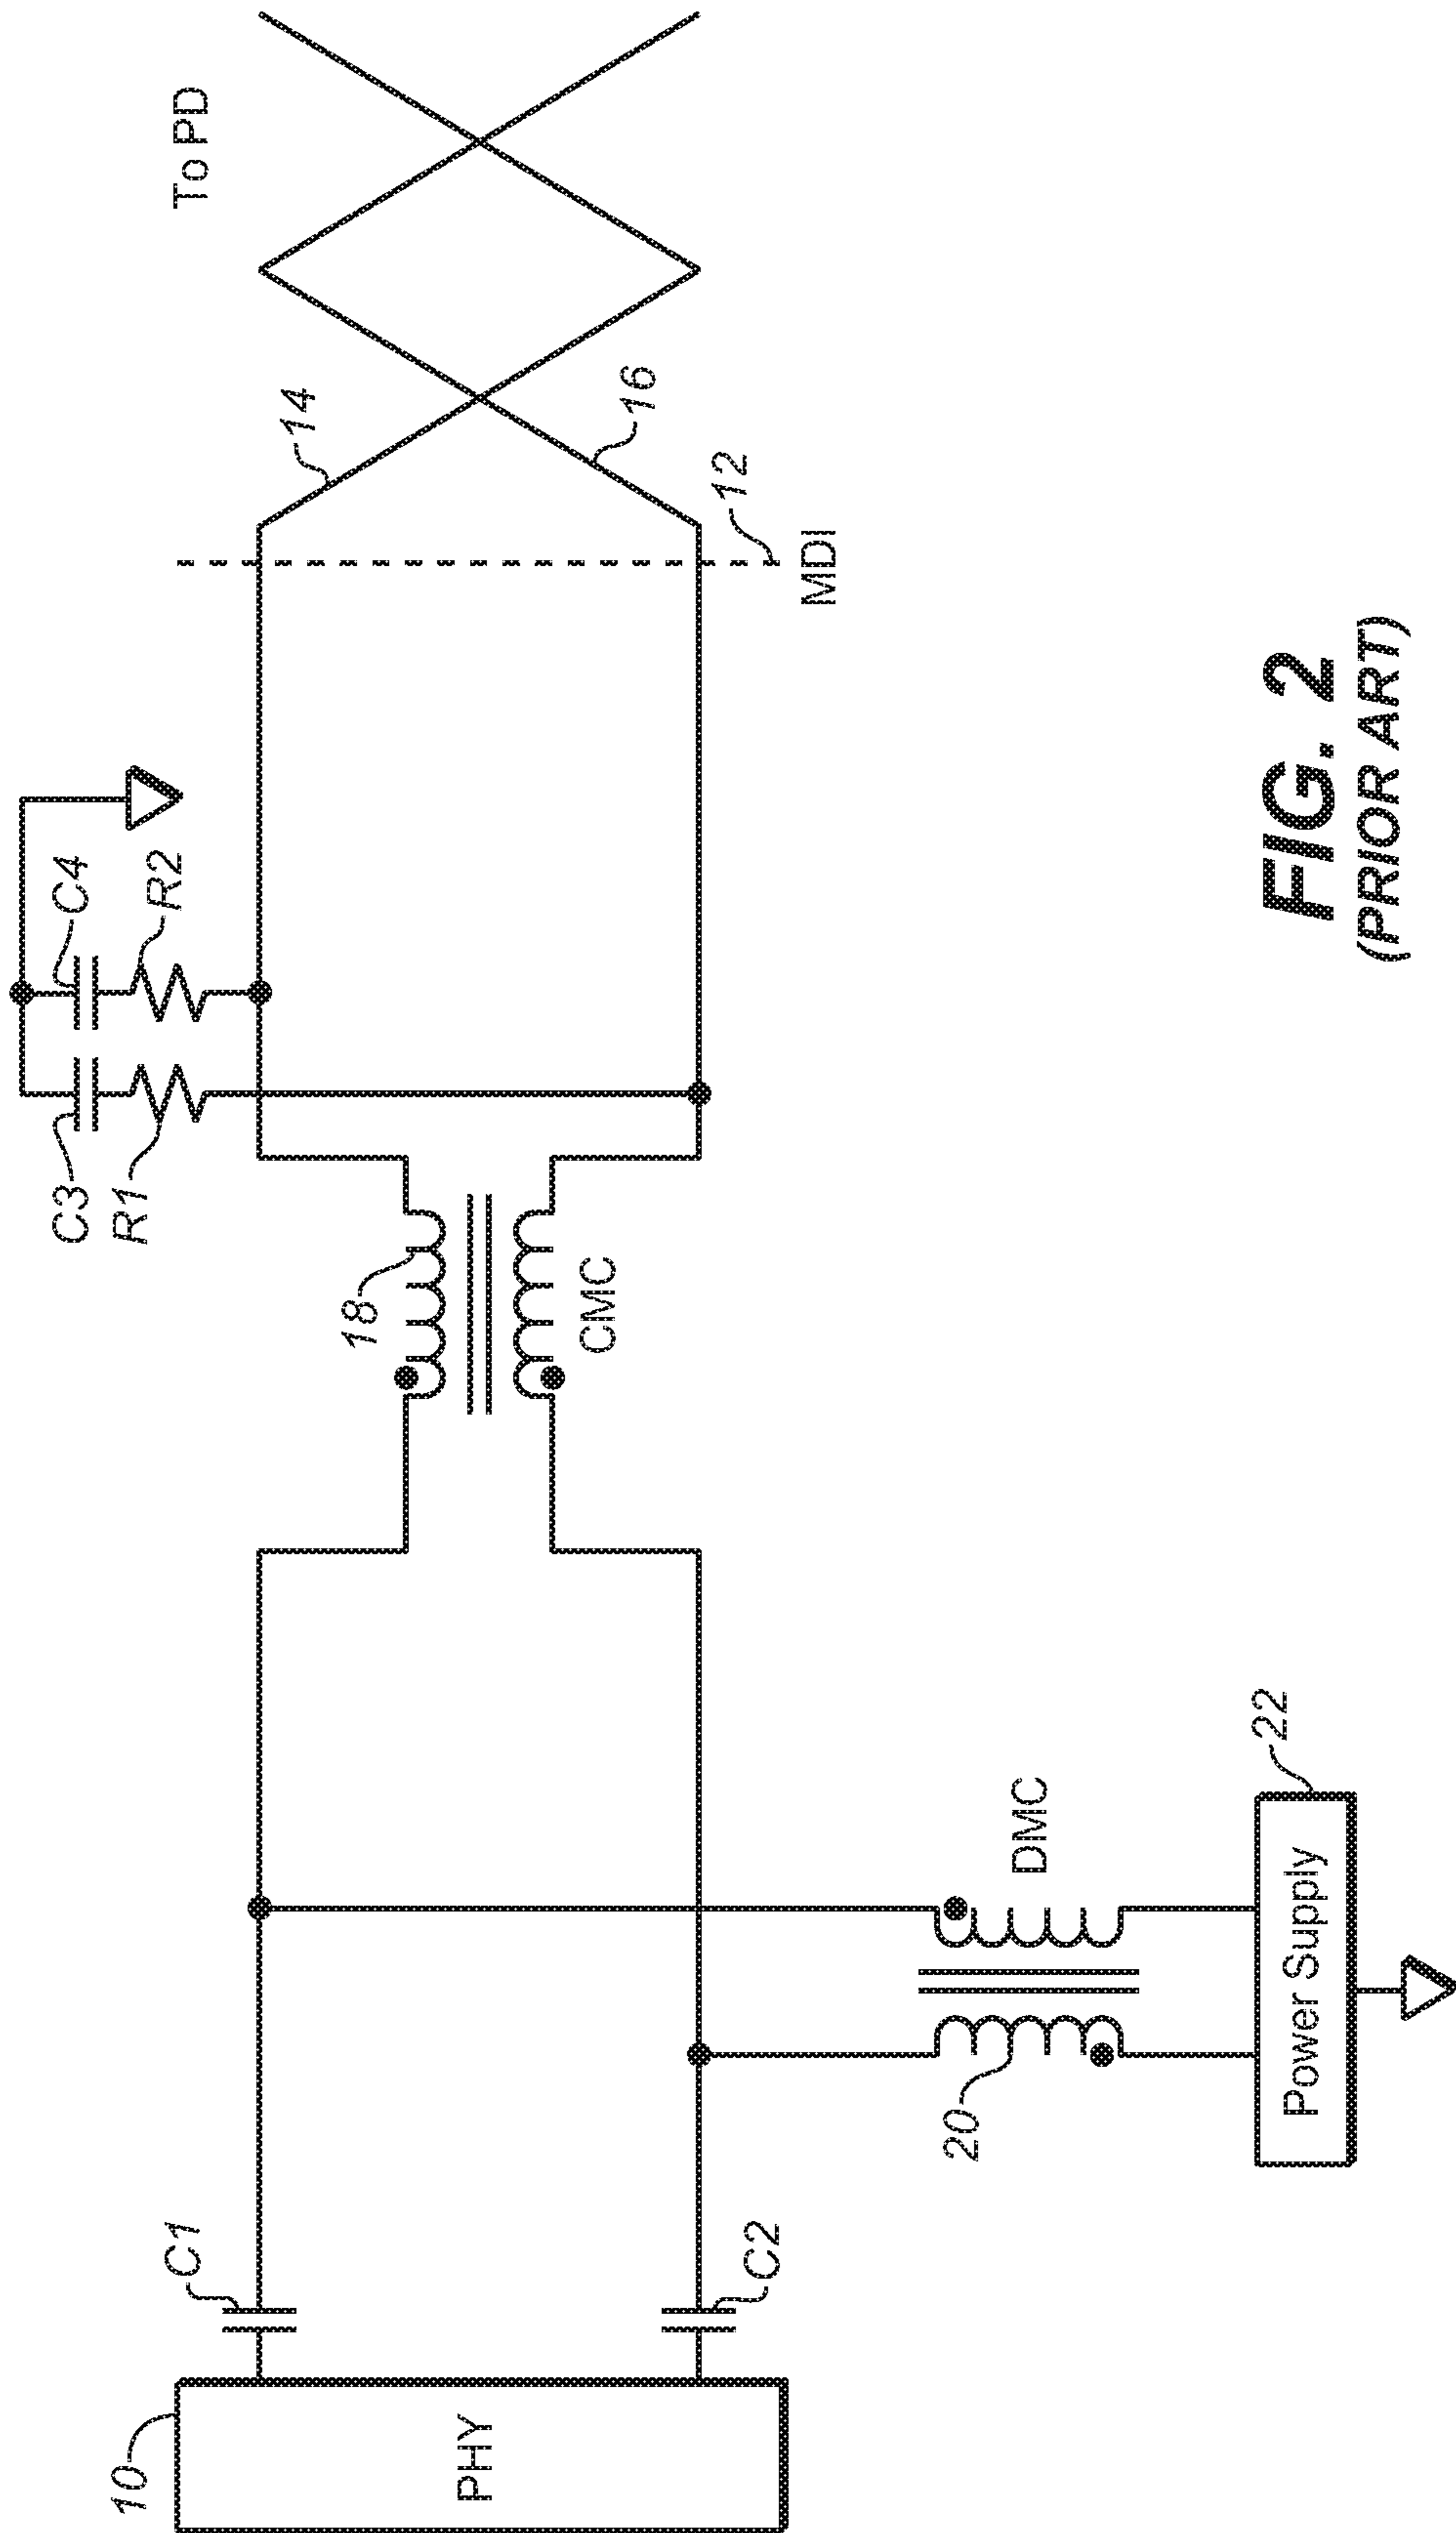 To PD
C3
C4
R1
R2
14
18
16
CMC
12
MDI
C1
10
PHY
C2
DMC
20
22
Power Supply
FIG. 2
(PRIOR ART)